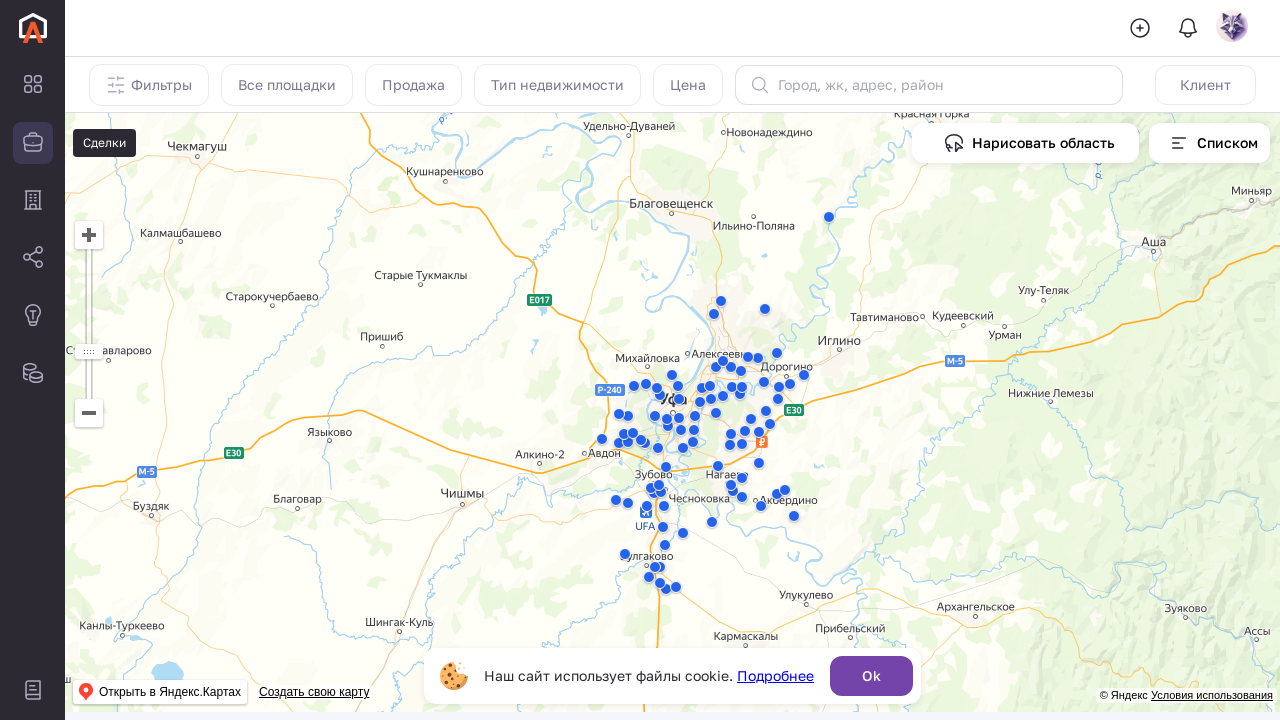 Фильтры
Все площадки
Продажа
Тип недвижимости
Цена
Город, жк, адрес, район
Клиент
Сделки
Нарисовать область
Списком
Красная Горка
Удельно-Дуваней
Новонадеждино
Чекмагуш
Кушнаренково
Миньяр
Благовещенск
Ильино-Поляна
Калмашбашево
Аша
Старые Тукмаклы
Улу-Теляк
Старокучербаево
E017
Тавтиманово
Кудеевский
Урман
Пришиб
Иглино
Михайловка
Алексеевка
М-5
Дорогино
Р-240
Нижние Лемезы
Уфа
E30
Языково
E30
Алкино-2
Авдон
М-5
Зубово
Нагаево
Чишмы
Буздяк
Благовар
Чесноковка
Акбердино
UFA
Булгаково
Улукулево
Архангельское
Зуяково
Канлы-Туркеево
Шингак-Куль
Прибельский
Кармаскалы
Ассы
Наш сайт использует файлы cookie. Подробнее
Ok
Открыть в Яндекс.Картах
Создать свою карту
© Яндекс Условия использования